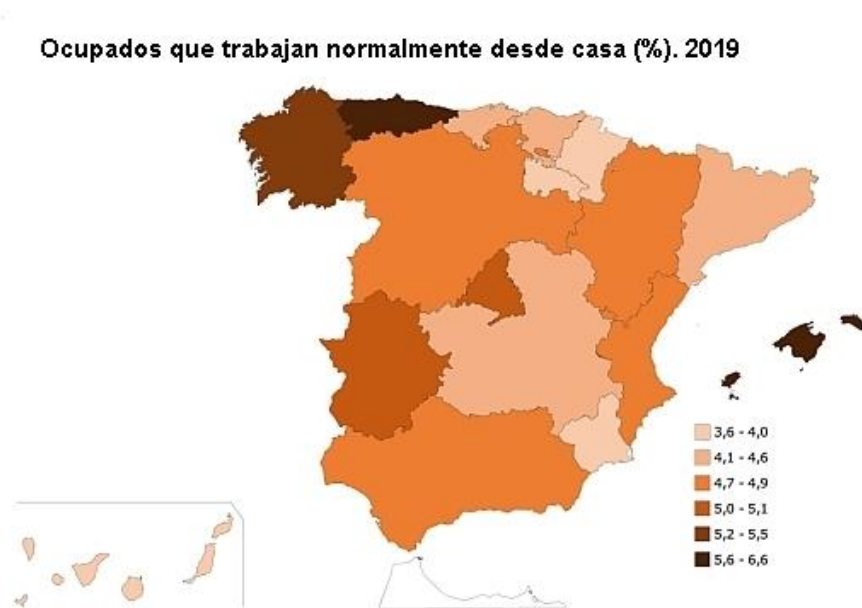 Ocupados que trabajan normalmente desde casa (%). 2019
3,6 - 4,0
4,1 - 4,6
4,7 - 4,9
5,0 - 5,1
5,2 - 5,5
5,6 - 6,6